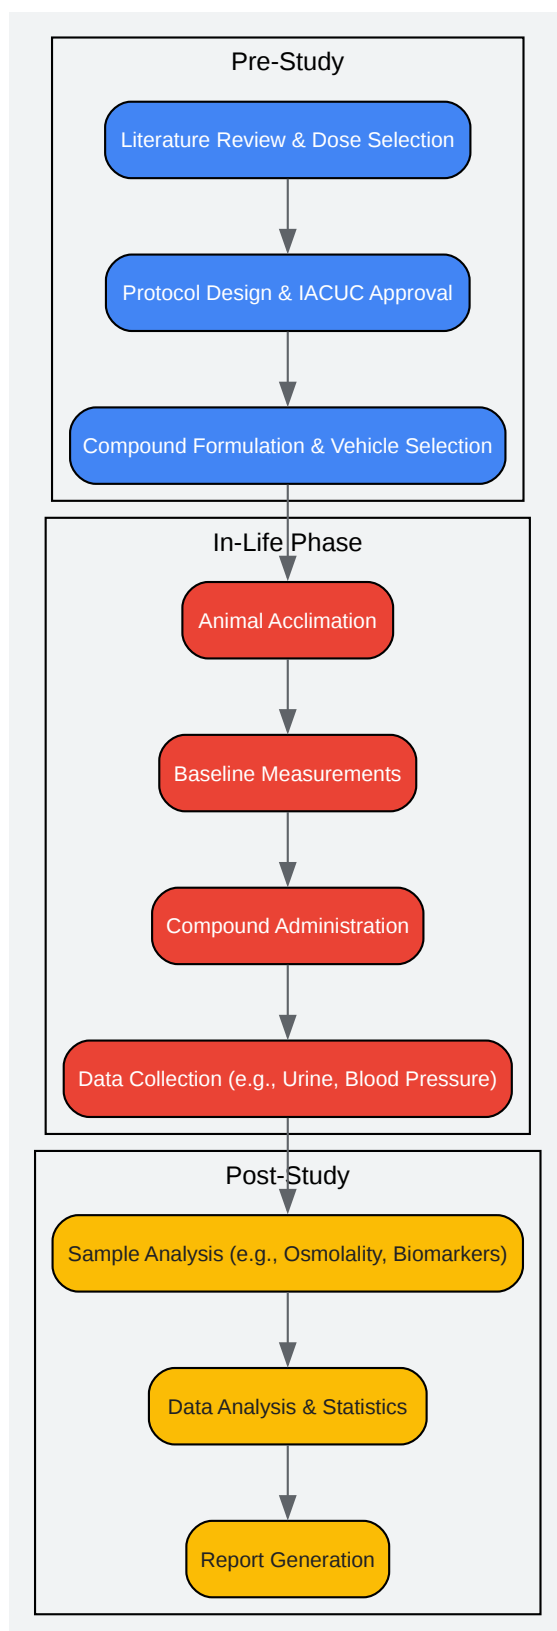 Pre-Study
Literature Review & Dose Selection
Protocol Design & IACUC Approval
Compound Formulation & Vehicle Selection
In-Life Phase
Animal Acclimation
Baseline Measurements
Compound Administration
Data Collection (e.g., Urine, Blood Pressure)
Post-Study
Sample Analysis (e.g., Osmolality, Biomarkers)
Data Analysis & Statistics
Report Generation